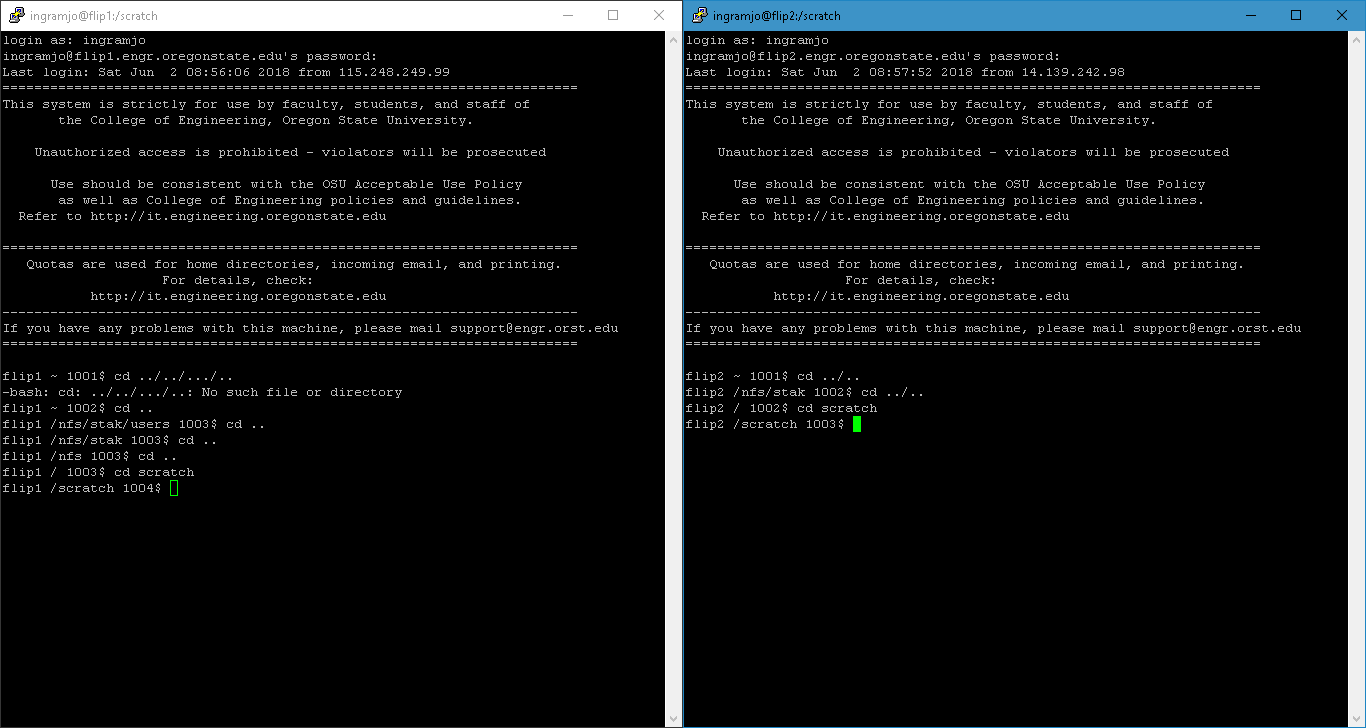 ingramjo@flip1:/scratch
login as: ingramjo
ingramjo@flip1.engr.oregonstate.edu's password:
Last login: Sat Jun  2 08:56:06 2018 from 115.248.249.99
========================================================================
This system is strictly for use by faculty, students, and staff of
       the College of Engineering, Oregon State University.
    Unauthorized access is prohibited - violators will be prosecuted
      Use should be consistent with the OSU Acceptable Use Policy
       as well as College of Engineering policies and guidelines.
  Refer to http://it.engineering.oregonstate.edu
========================================================================
   Quotas are used for home directories, incoming email, and printing.
                    For details, check:
           http://it.engineering.oregonstate.edu
------------------------------------------------------------------------
If you have any problems with this machine, please mail support@engr.orst.edu
========================================================================
flip1 ~ 1001$ cd ../../.../..
-bash: cd: ../../.../..: No such file or directory
flip1 ~ 1002$ cd ..
flip1 /nfs/stak/users 1003$ cd ..
flip1 /nfs/stak 1003$ cd ..
flip1 /nfs 1003$ cd ..
flip1 / 1003$ cd scratch
flip1 /scratch 1004$
ingramjo@flip2:/scratch
login as: ingramjo
ingramjo@flip2.engr.oregonstate.edu's password:
Last login: Sat Jun  2 08:57:52 2018 from 14.139.242.98
========================================================================
This system is strictly for use by faculty, students, and staff of
       the College of Engineering, Oregon State University.
    Unauthorized access is prohibited - violators will be prosecuted
      Use should be consistent with the OSU Acceptable Use Policy
       as well as College of Engineering policies and guidelines.
  Refer to http://it.engineering.oregonstate.edu
========================================================================
   Quotas are used for home directories, incoming email, and printing.
                    For details, check:
           http://it.engineering.oregonstate.edu
------------------------------------------------------------------------
If you have any problems with this machine, please mail support@engr.orst.edu
========================================================================
flip2 ~ 1001$ cd ../..
flip2 /nfs/stak 1002$ cd ../..
flip2 / 1002$ cd scratch
flip2 /scratch 1003$